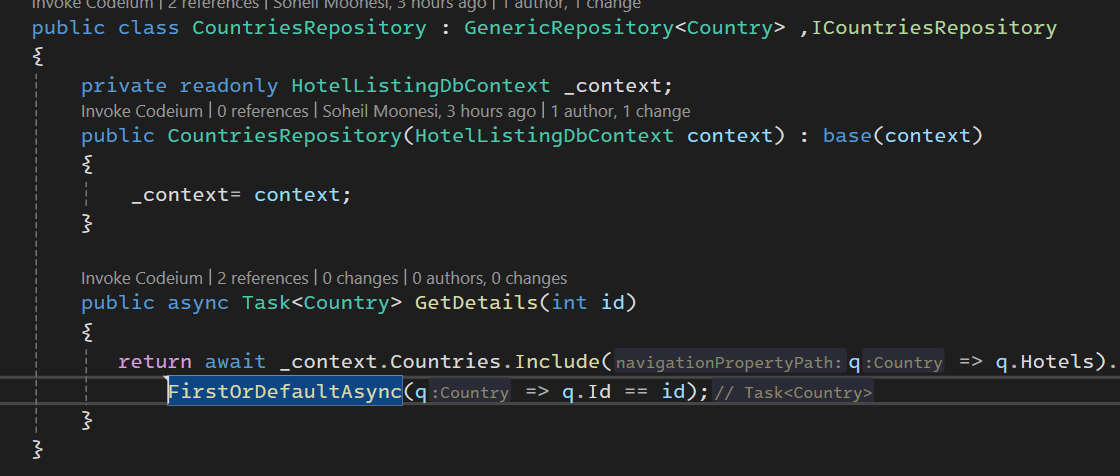 Invoke Codeium | 2 references | Soheil Moonesi, 3 hours ago | 1 author, 1 change
public class CountriesRepository : GenericRepository<Country> ,ICountriesRepository
{
private readonly HotelListingDbContext _context;
Invoke Codeium | 0 references | Soheil Moonesi, 3 hours ago | 1 author, 1 change
public CountriesRepository(HotelListingDbContext context) : base(context)
{
_context= context;
}
Invoke Codeium | 2 references | 0 changes | 0 authors, 0 changes
public async Task<Country> GetDetails(int id)
{
return await _context.Countries.Include(navigationPropertyPath:q:Country => q.Hotels).
FirstOrDefaultAsync(q:Country => q.Id == id);// Task<Country>
}
}